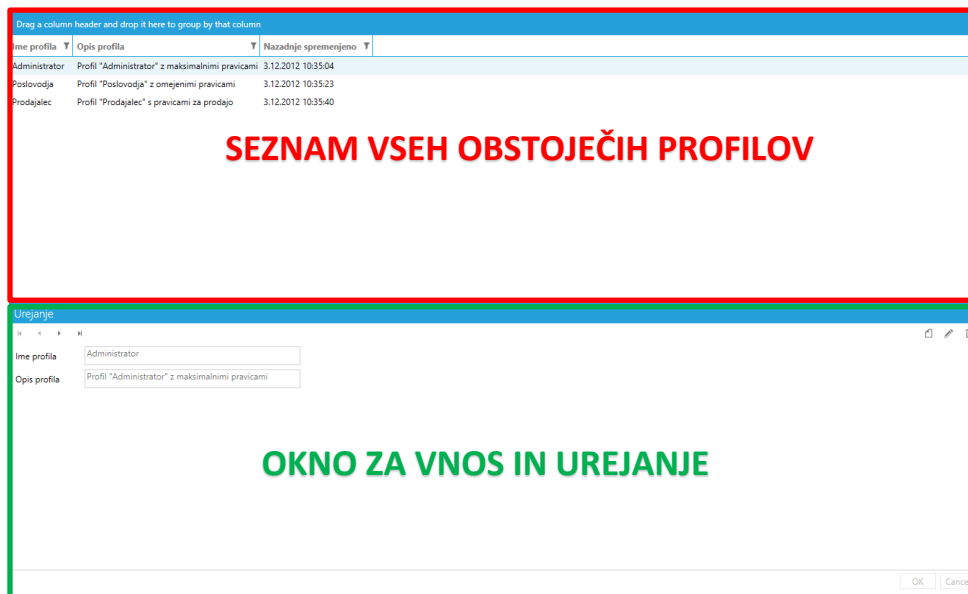 Drag a column header and drop it here to group by that column
Ime profila Opis profila Nazadnje spremenjeno
Administrator Profil "Administrator" z maksimalnimi pravicami 3.12.2012 10:35:04
Poslovodja Profil "Poslovodja" z omejenimi pravicami 3.12.2012 10:35:23
Prodajalec Profil "Prodajalec" s pravicami za prodajo 3.12.2012 10:35:40
SEZNAM VSEH OBSTOJEČIH PROFILOV
Urejanje
Ime profila Administrator
Opis profila Profil "Administrator" z maksimalnimi pravicami
OKNO ZA VNOS IN UREJANJE
OK Cance